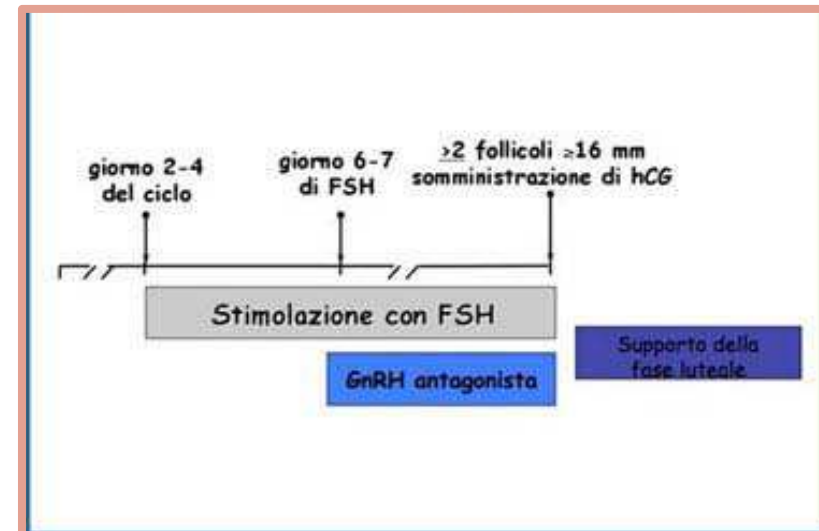 giorno 2-4
del ciclo
giorno 6-7
di FSH
>2 follicoli ≥16 mm
somministrazione di hCG
Stimolazione con FSH
GnRH antagonista
Supporto della
fase luteale